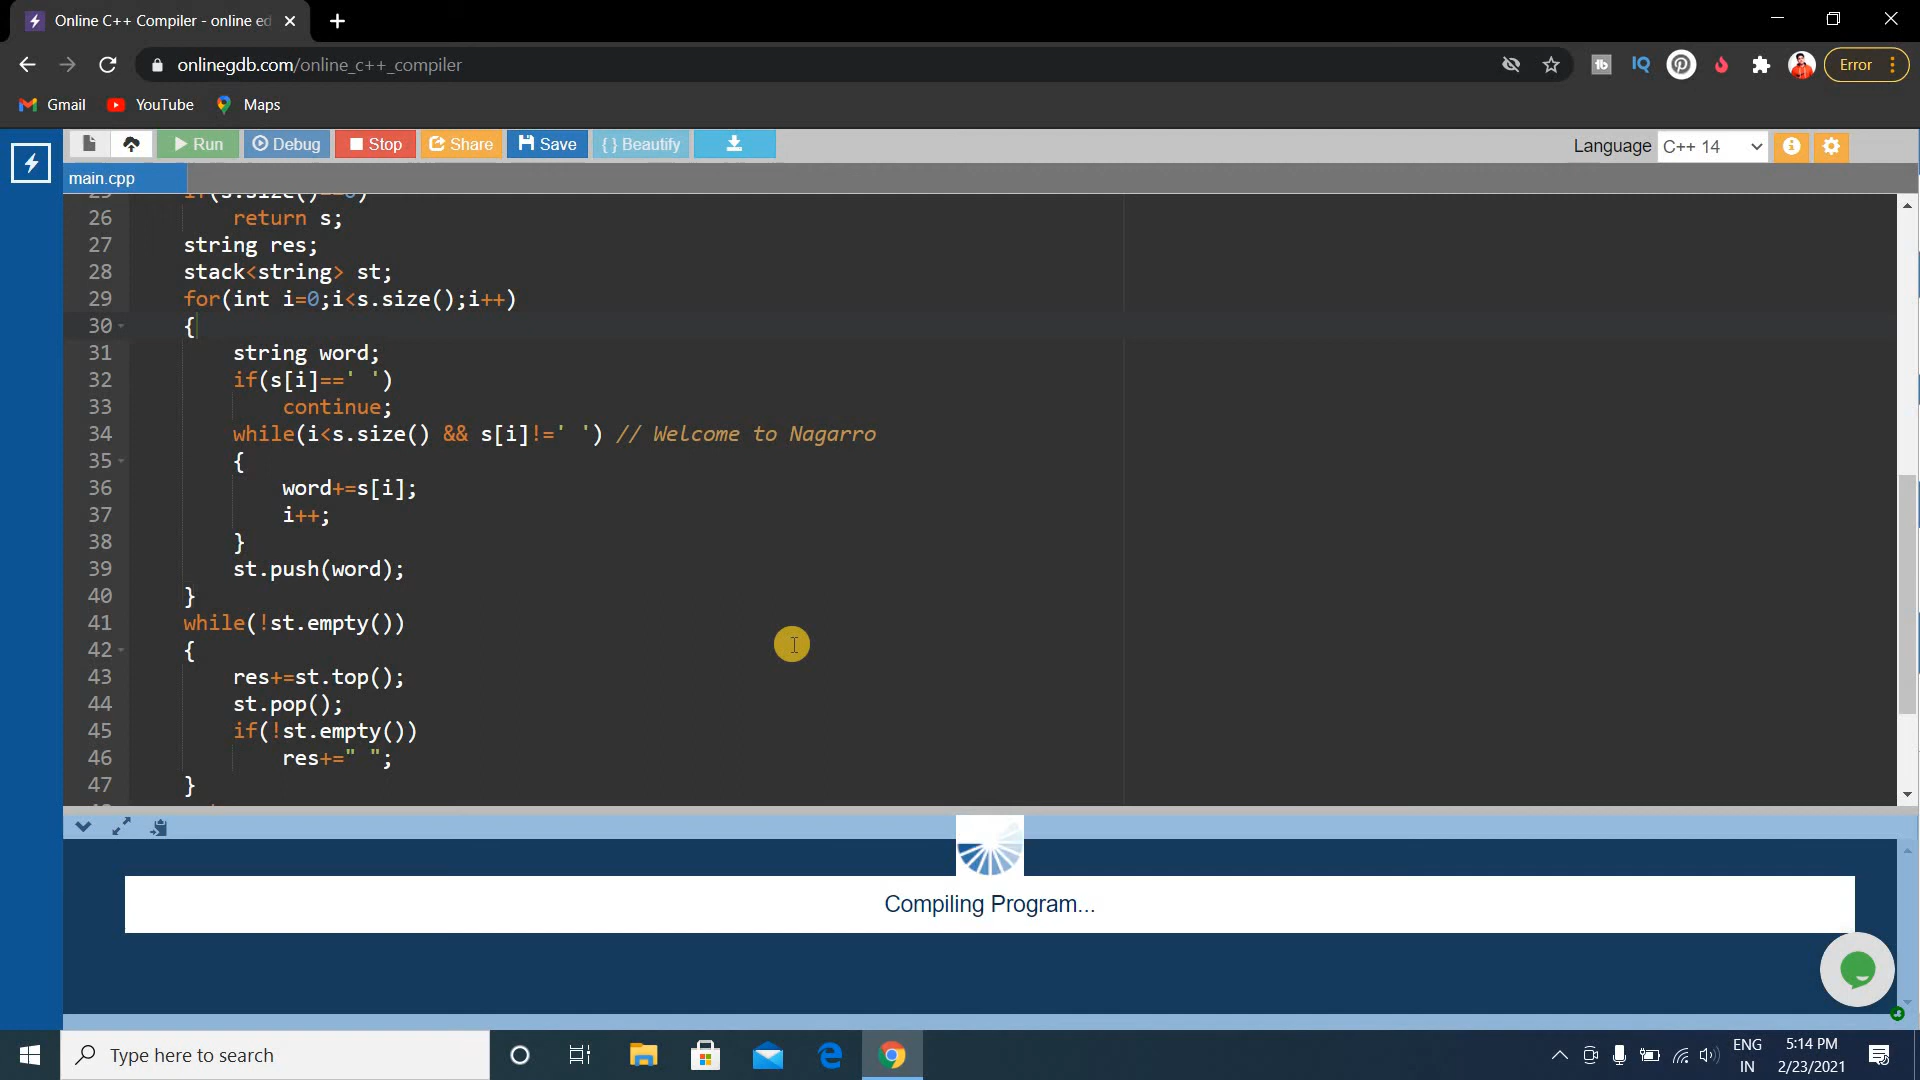 Online C++ Compiler - online ed
onlinegdb.com/online_c++_compiler
Error
Gmail YouTube Maps
Run Debug Stop Share Save { } Beautify Language C++ 14
main.cpp
25 if(s.size()==0)
26 return s;
27 string res;
28 stack<string> st;
29 for(int i=0;i<s.size();i++)
30 {
31 string word;
32 if(s[i]==' ')
33 continue;
34 while(i<s.size() && s[i]!=' ') // Welcome to Nagarro
35 {
36 word+=s[i];
37 i++;
38 }
39 st.push(word);
40 }
41 while(!st.empty())
42 {
43 res+=st.top();
44 st.pop();
45 if(!st.empty())
46 res+=" ";
47 }
Compiling Program...
Type here to search
ENG
IN
5:14 PM
2/23/2021